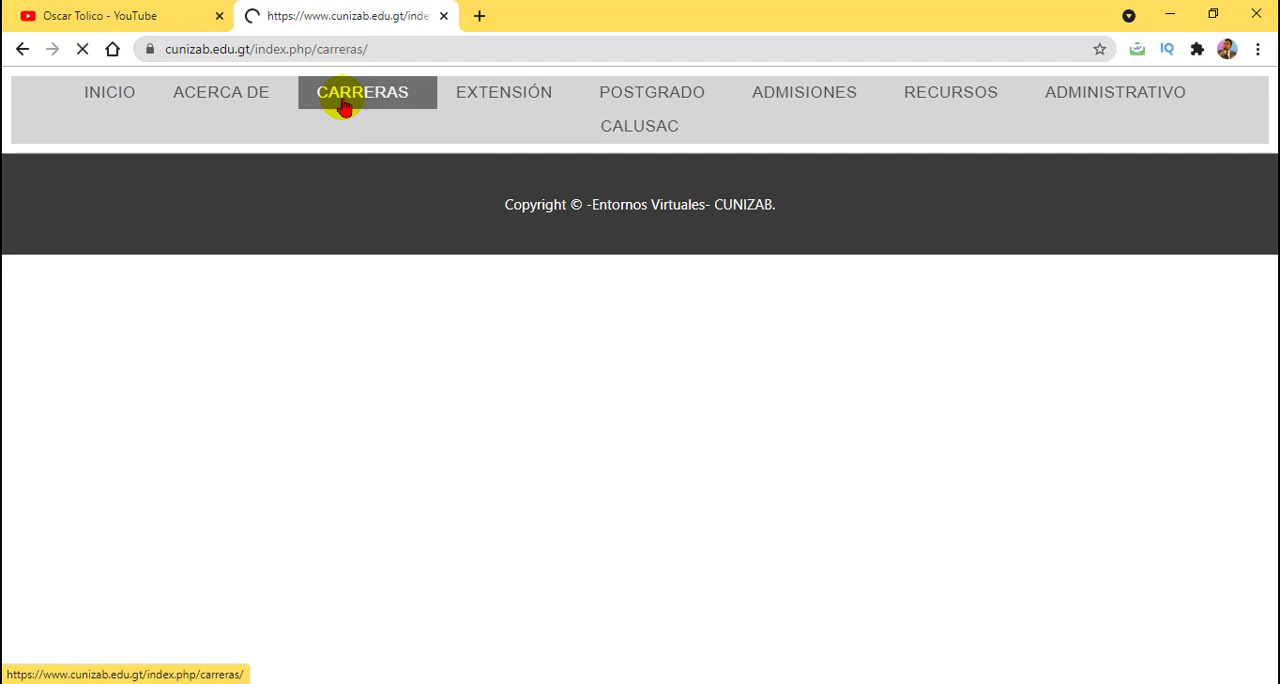 Oscar Tolico - YouTube
https://www.cunizab.edu.gt/inde
cunizab.edu.gt/index.php/carreras/
IQ
INICIO ACERCA DE CARRERAS EXTENSIÓN POSTGRADO ADMISIONES RECURSOS ADMINISTRATIVO
CALUSAC
Copyright © -Entornos Virtuales- CUNIZAB.
https://www.cunizab.edu.gt/index.php/carreras/